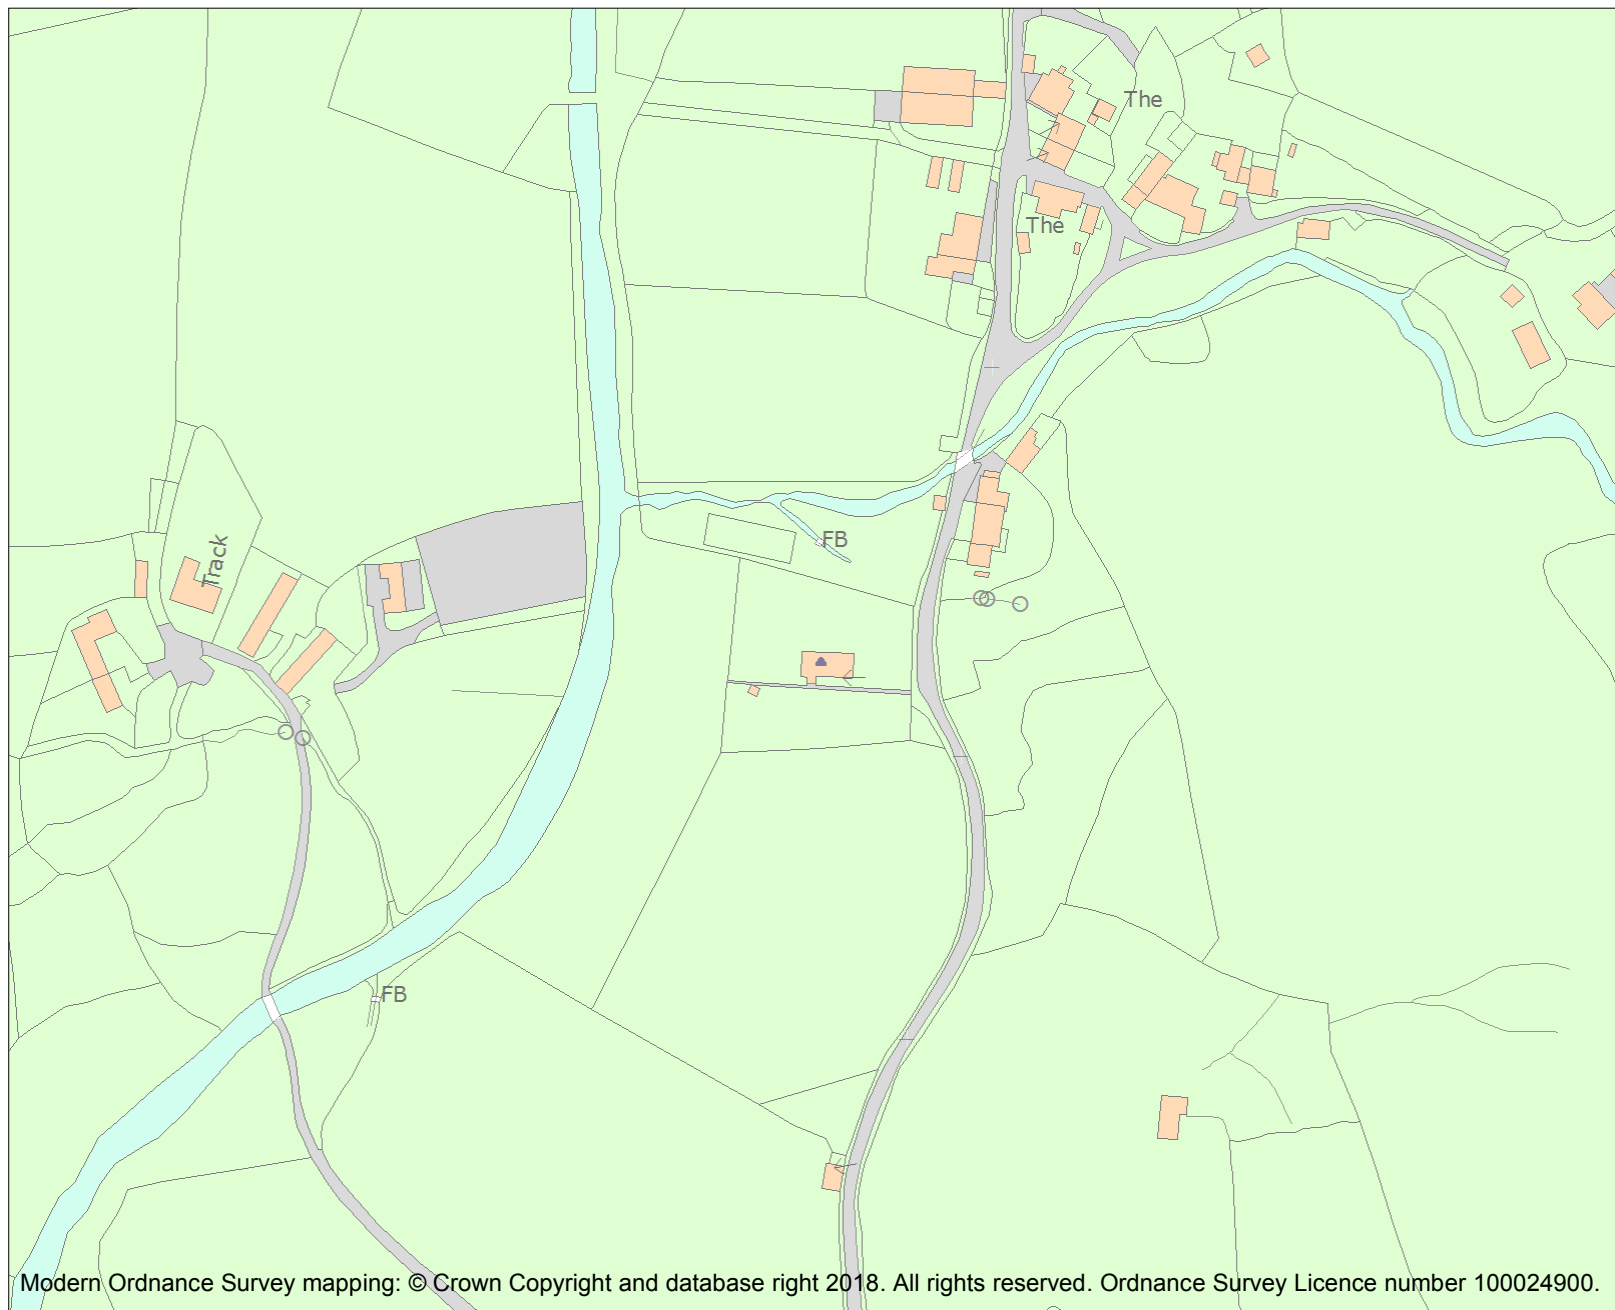 The
The
Track
FB
FB
Modern Ordnance Survey mapping: © Crown Copyright and database right 2018. All rights reserved. Ordnance Survey Licence number 100024900.